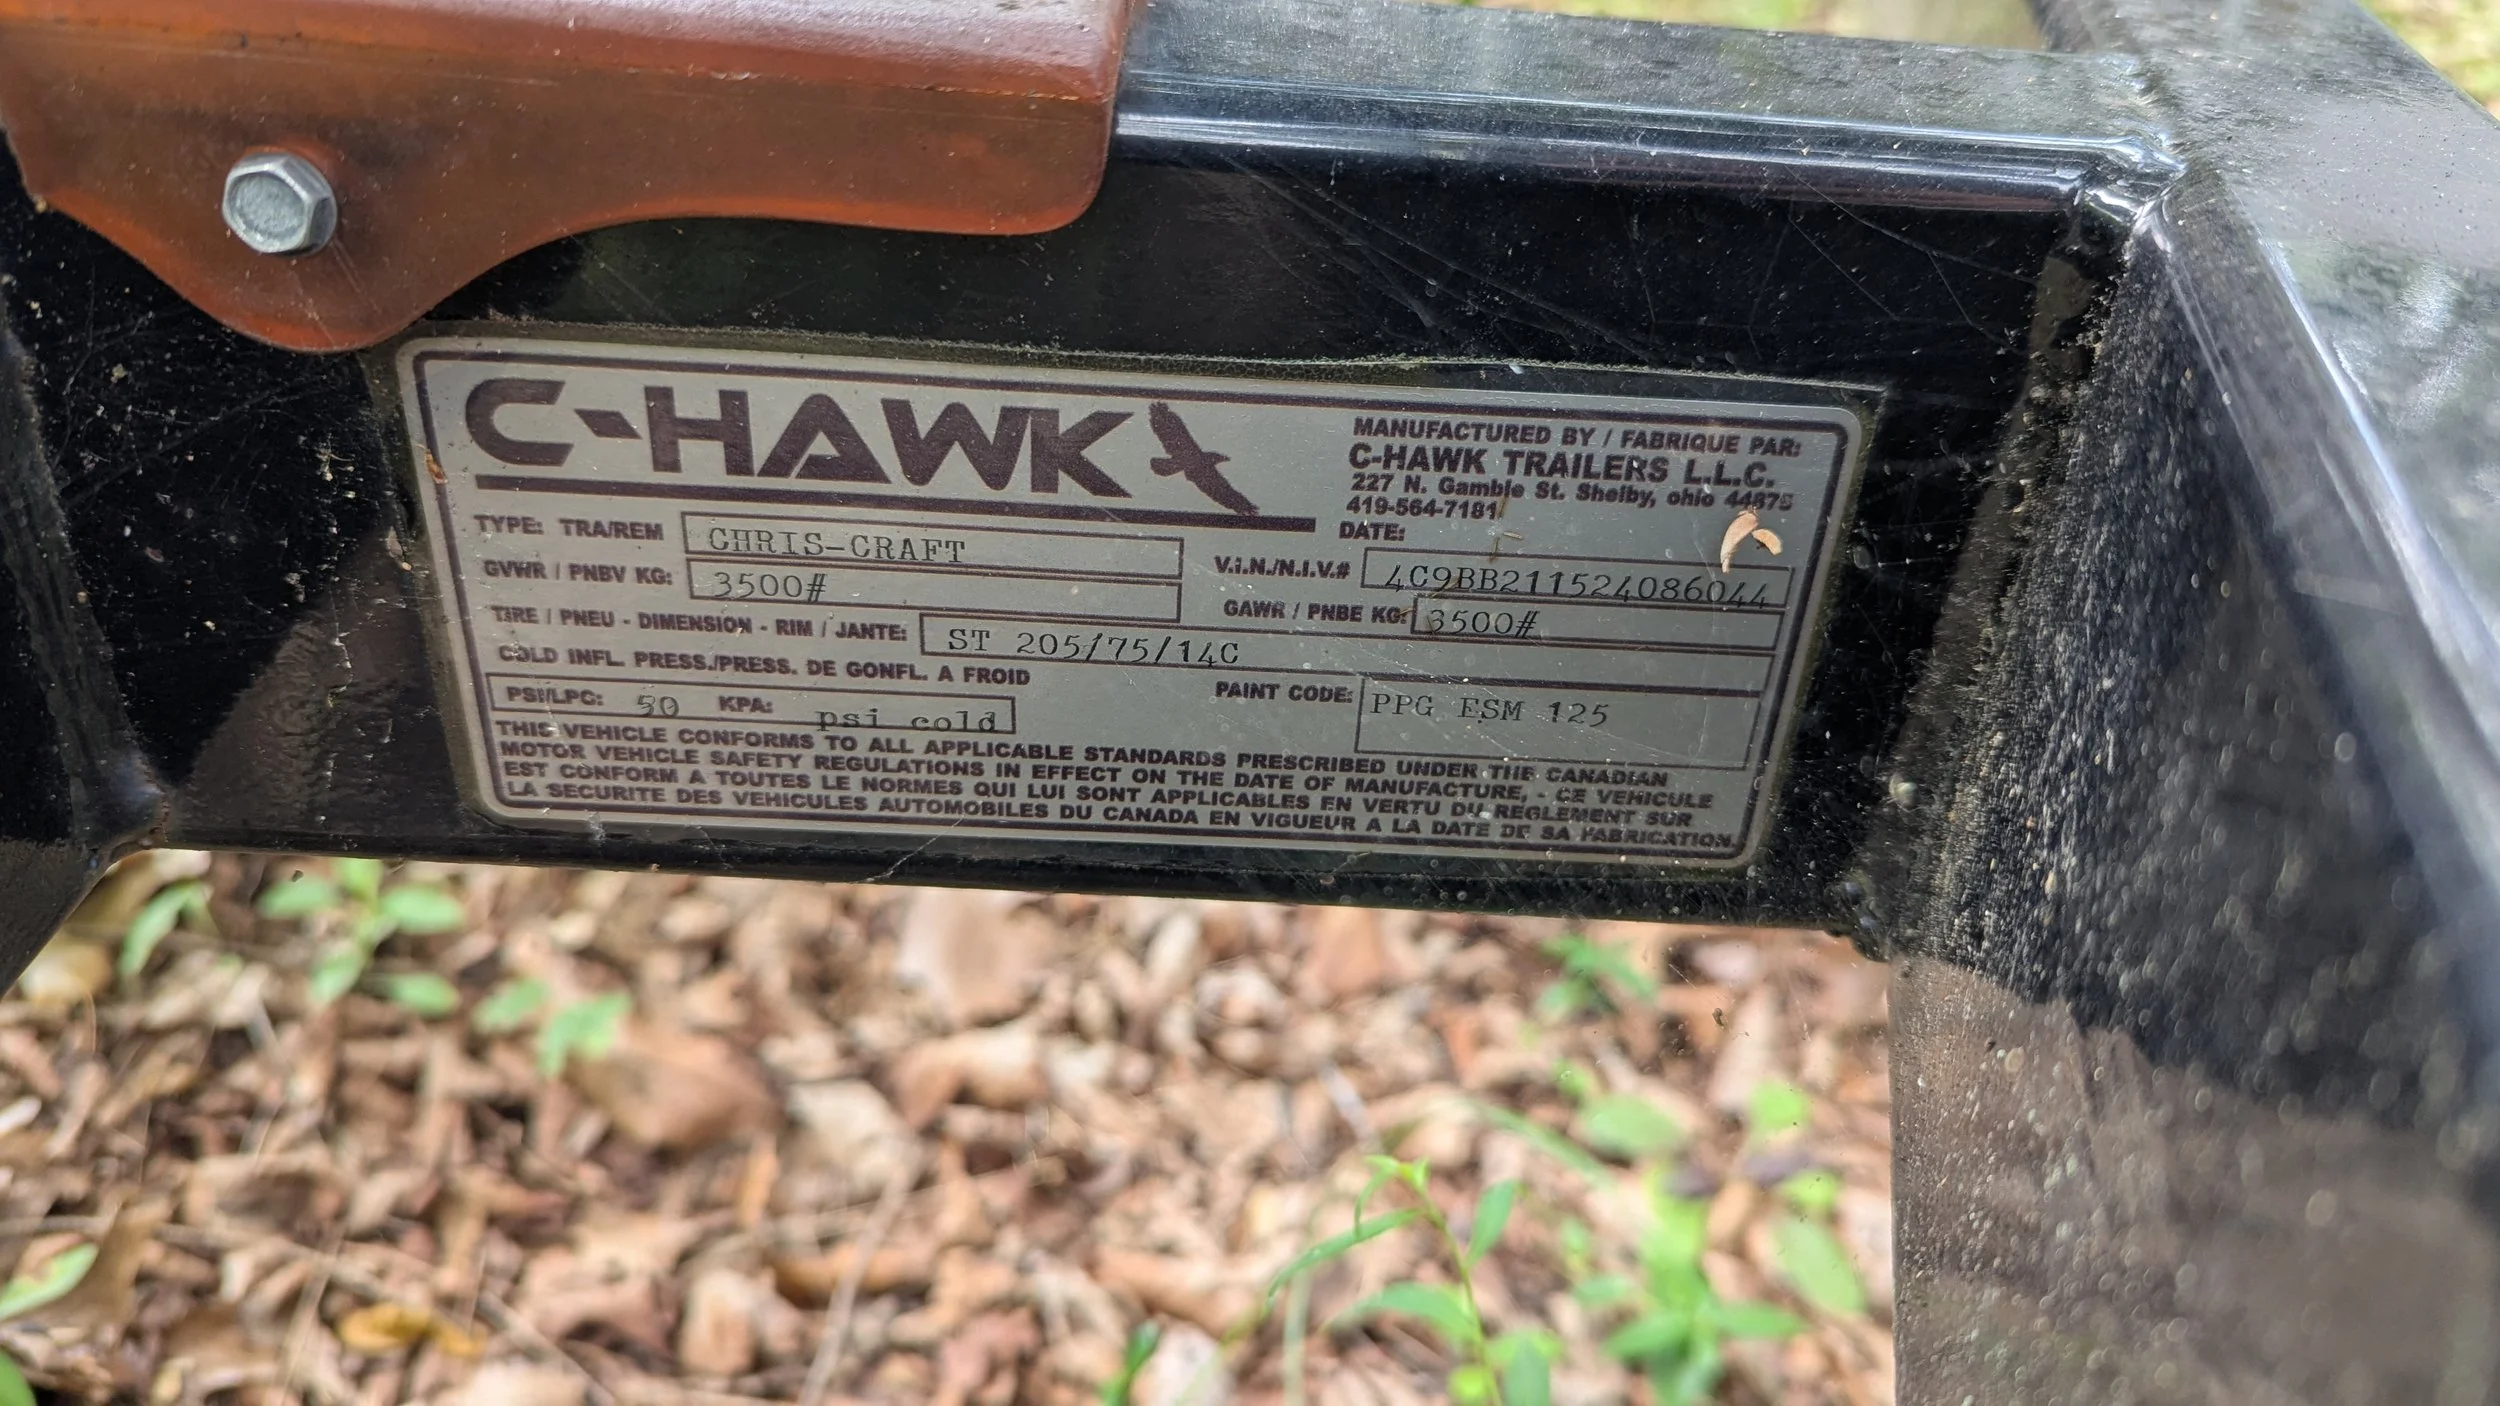 C-HAWK
MANUFACTURED BY / FABRIQUE PAR:
C-HAWK TRAILERS L.L.C.
227 N. Gamble St. Shelby, ohio 44875
419-564-7181
DATE:
TYPE: TRA/REM CHRIS-CRAFT
V.I.N./N.I.V.# 4C9BB211524086044
GVWR / PNBV KG: 3500#
GAWR / PNBE KG: 3500#
TIRE / PNEU - DIMENSION - RIM / JANTE: ST 205/75/14C
COLD INFL. PRESS./PRESS. DE GONFL. A FROID
PSI/LPC: 50 KPA: psi cold
PAINT CODE: PPG ESM 125
THIS VEHICLE CONFORMS TO ALL APPLICABLE STANDARDS PRESCRIBED UNDER THE CANADIAN
MOTOR VEHICLE SAFETY REGULATIONS IN EFFECT ON THE DATE OF MANUFACTURE, - CE VEHICULE
EST CONFORM A TOUTES LE NORMES QUI LUI SONT APPLICABLES EN VERTU DU REGLEMENT SUR
LA SECURITE DES VEHICULES AUTOMOBILES DU CANADA EN VIGUEUR A LA DATE DE SA FABRICATION.